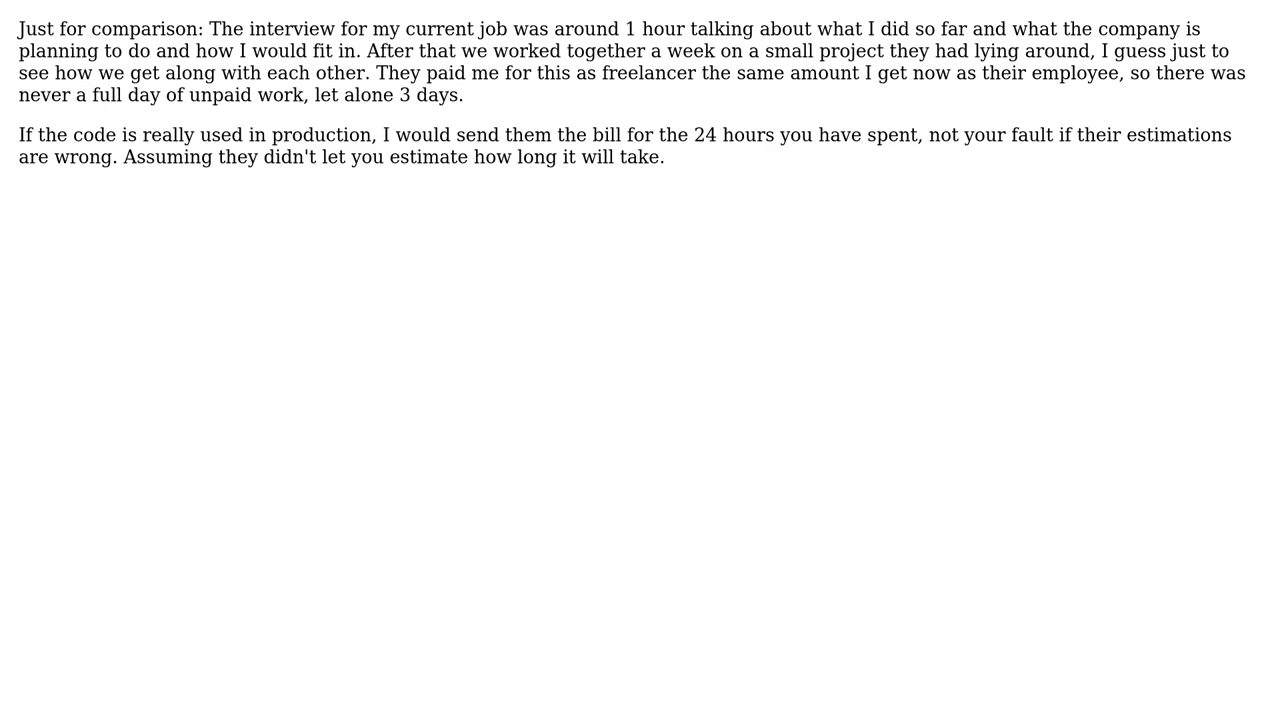 Just for comparison: The interview for my current job was around 1 hour talking about what I did so far and what the company is
planning to do and how I would fit in. After that we worked together a week on a small project they had lying around, I guess just to
see how we get along with each other. They paid me for this as freelancer the same amount I get now as their employee, so there was
never a full day of unpaid work, let alone 3 days.
If the code is really used in production, I would send them the bill for the 24 hours you have spent, not your fault if their estimations
are wrong. Assuming they didn't let you estimate how long it will take.